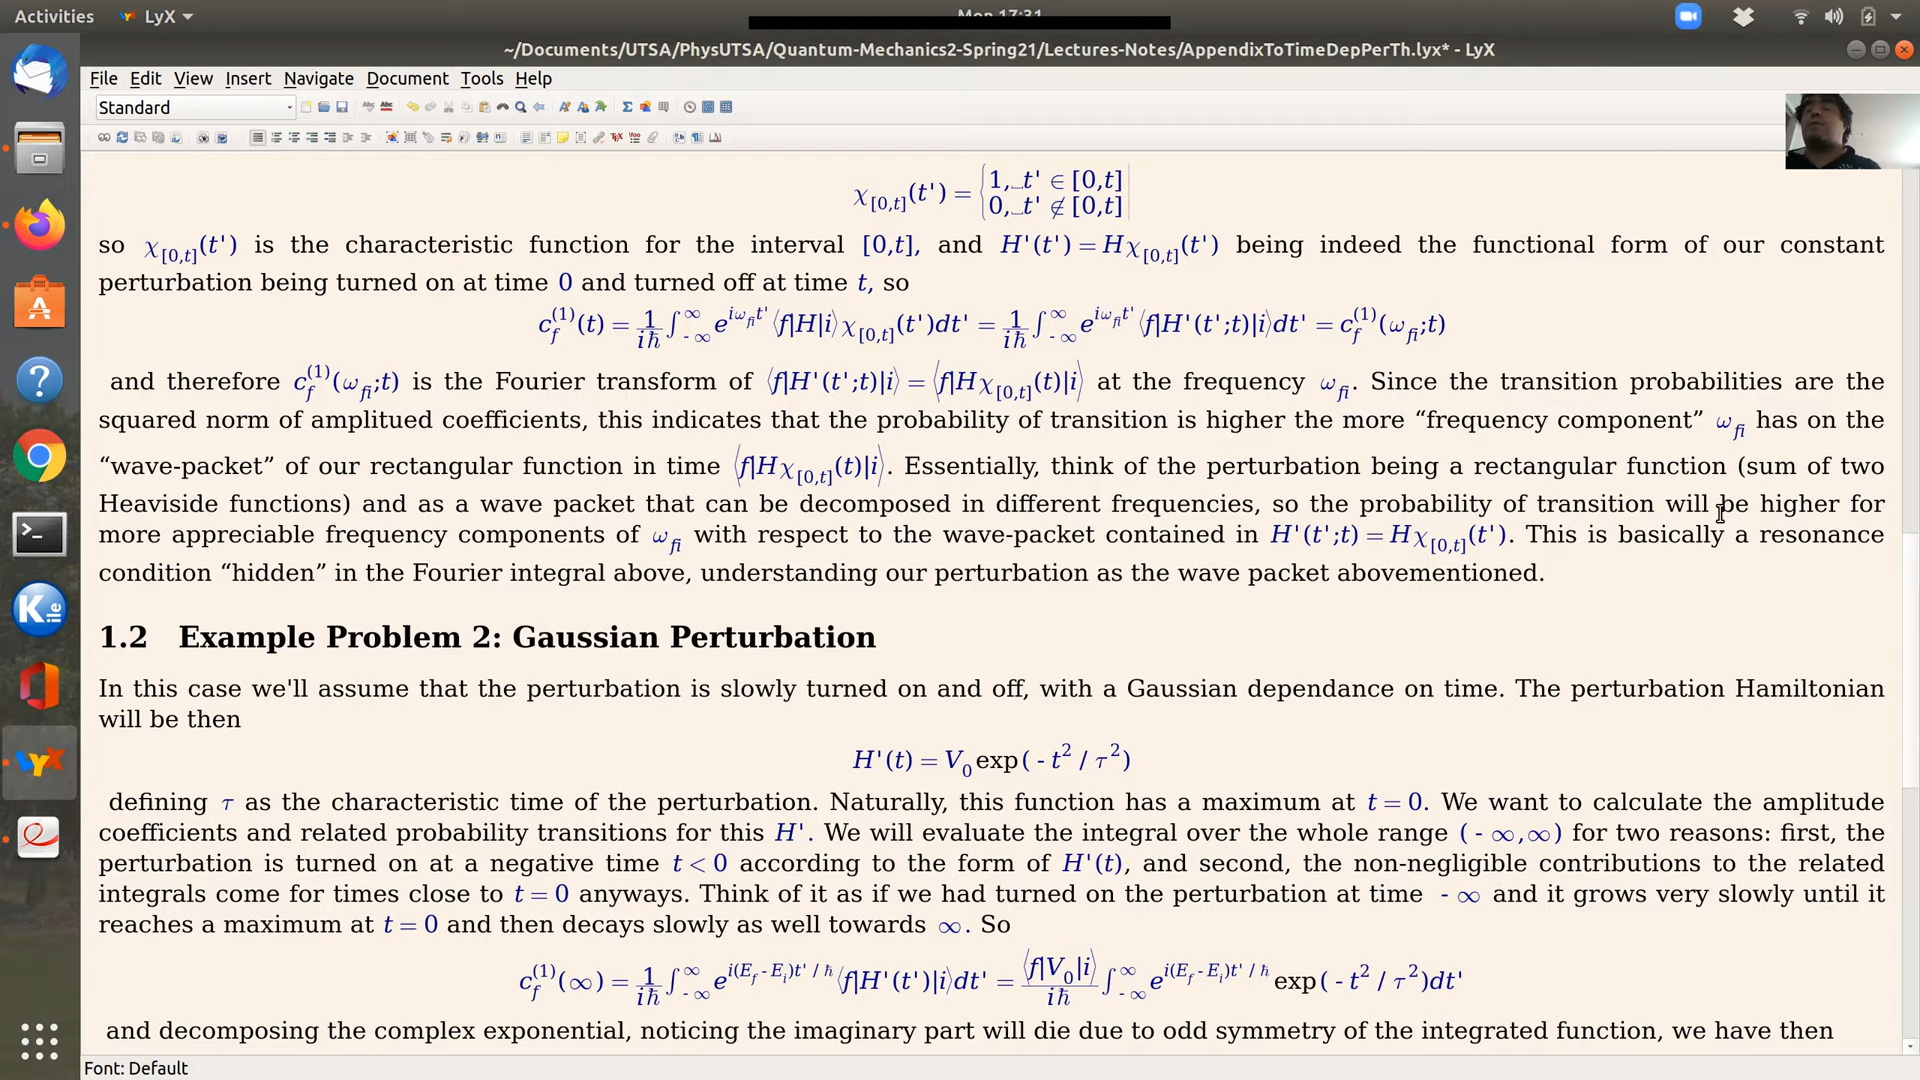 Activities LyX Mon 17:31
~/Documents/UTSA/PhysUTSA/Quantum-Mechanics2-Spring21/Lectures-Notes/AppendixToTimeDepPerTh.lyx* - LyX
File Edit View Insert Navigate Document Tools Help
Standard
χ[0,t](t') = {1,␣t' ∈ [0,t]
0,␣t' ∉ [0,t]
so χ[0,t](t') is the characteristic function for the interval [0,t], and H'(t') = Hχ[0,t](t') being indeed the functional form of our constant
perturbation being turned on at time 0 and turned off at time t, so
c_f^(1)(t) = 1/iħ ∫_-∞^∞ e^{iω_fi t'} ⟨f|H|i⟩χ[0,t](t')dt' = 1/iħ ∫_-∞^∞ e^{iω_fi t'} ⟨f|H'(t';t)|i⟩dt' = c_f^(1)(ω_fi;t)
and therefore c_f^(1)(ω_fi;t) is the Fourier transform of ⟨f|H'(t';t)|i⟩ = ⟨f|Hχ[0,t](t)|i⟩ at the frequency ω_fi. Since the transition probabilities are the
squared norm of amplitued coefficients, this indicates that the probability of transition is higher the more “frequency component” ω_fi has on the
“wave-packet” of our rectangular function in time ⟨f|Hχ[0,t](t)|i⟩. Essentially, think of the perturbation being a rectangular function (sum of two
Heaviside functions) and as a wave packet that can be decomposed in different frequencies, so the probability of transition will be higher for
more appreciable frequency components of ω_fi with respect to the wave-packet contained in H'(t';t) = Hχ[0,t](t'). This is basically a resonance
condition “hidden” in the Fourier integral above, understanding our perturbation as the wave packet abovementioned.
1.2 Example Problem 2: Gaussian Perturbation
In this case we'll assume that the perturbation is slowly turned on and off, with a Gaussian dependance on time. The perturbation Hamiltonian
will be then
H'(t) = V_0 exp( - t^2 / τ^2)
defining τ as the characteristic time of the perturbation. Naturally, this function has a maximum at t = 0. We want to calculate the amplitude
coefficients and related probability transitions for this H'. We will evaluate the integral over the whole range ( - ∞,∞) for two reasons: first, the
perturbation is turned on at a negative time t < 0 according to the form of H'(t), and second, the non-negligible contributions to the related
integrals come for times close to t = 0 anyways. Think of it as if we had turned on the perturbation at time - ∞ and it grows very slowly until it
reaches a maximum at t = 0 and then decays slowly as well towards ∞. So
c_f^(1)(∞) = 1/iħ ∫_-∞^∞ e^{i(E_f - E_i)t' / ħ} ⟨f|H'(t')|i⟩dt' = ⟨f|V_0|i⟩/iħ ∫_-∞^∞ e^{i(E_f - E_i)t' / ħ} exp( - t^2 / τ^2)dt'
and decomposing the complex exponential, noticing the imaginary part will die due to odd symmetry of the integrated function, we have then
Font: Default